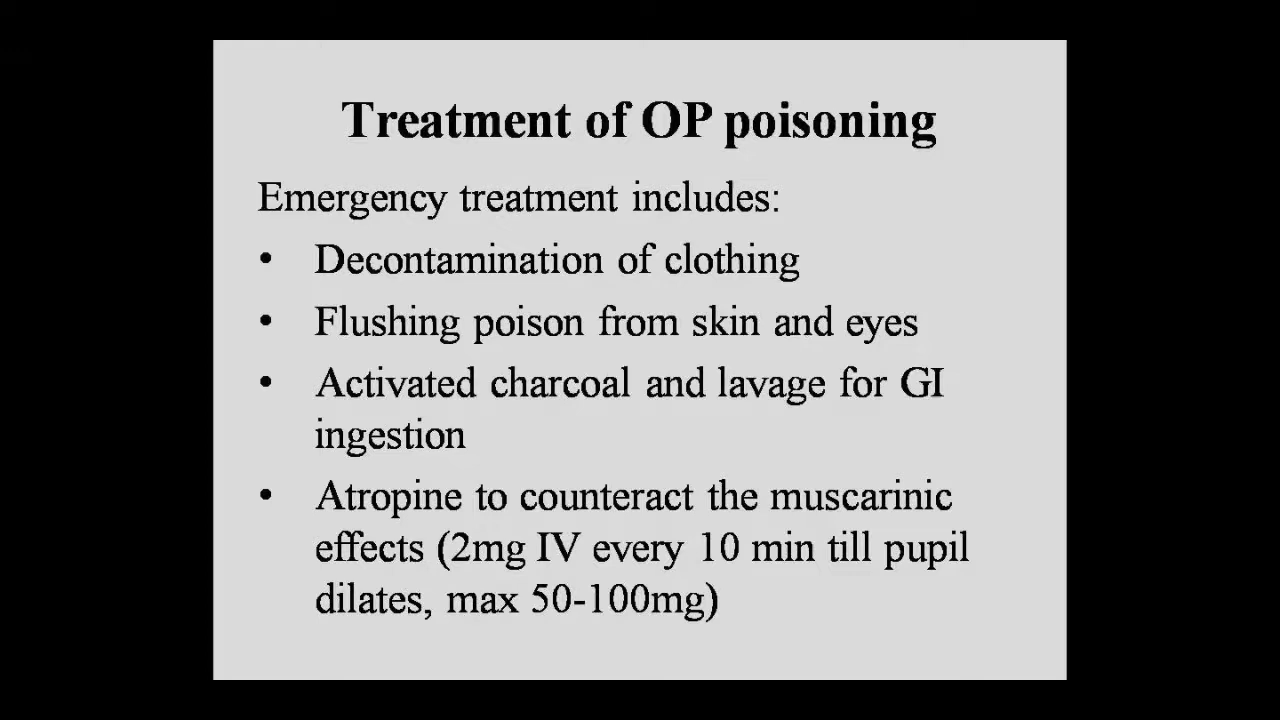 Treatment of OP poisoning
Emergency treatment includes:
• Decontamination of clothing
• Flushing poison from skin and eyes
• Activated charcoal and lavage for GI
ingestion
• Atropine to counteract the muscarinic
effects (2mg IV every 10 min till pupil
dilates, max 50-100mg)